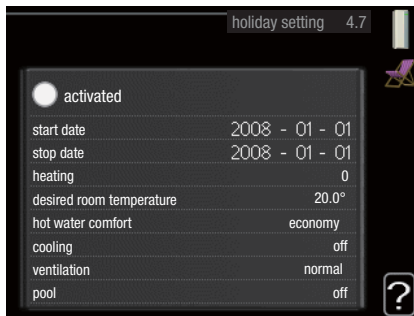 holiday setting 4.7
activated
start date 2008 - 01 - 01
stop date 2008 - 01 - 01
heating 0
desired room temperature 20.0°
hot water comfort economy
cooling off
ventilation normal
pool off
?